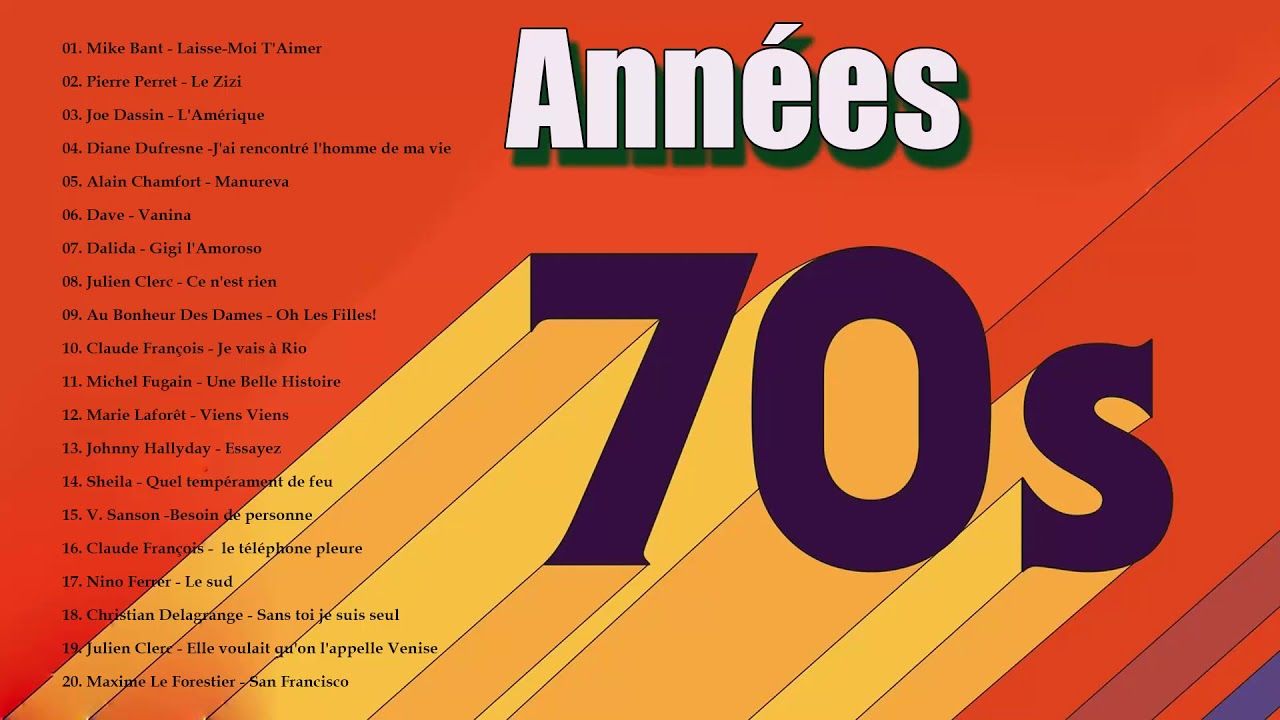 Années
70s
01. Mike Bant - Laisse-Moi T'Aimer
02. Pierre Perret - Le Zizi
03. Joe Dassin - L'Amérique
04. Diane Dufresne -J'ai rencontré l'homme de ma vie
05. Alain Chamfort - Manureva
06. Dave - Vanina
07. Dalida - Gigi l'Amoroso
08. Julien Clerc - Ce n'est rien
09. Au Bonheur Des Dames - Oh Les Filles!
10. Claude François - Je vais à Rio
11. Michel Fugain - Une Belle Histoire
12. Marie Laforêt - Viens Viens
13. Johnny Hallyday - Essayez
14. Sheila - Quel tempérament de feu
15. V. Sanson -Besoin de personne
16. Claude François - le téléphone pleure
17. Nino Ferrer - Le sud
18. Christian Delagrange - Sans toi je suis seul
19. Julien Clerc - Elle voulait qu'on l'appelle Venise
20. Maxime Le Forestier - San Francisco